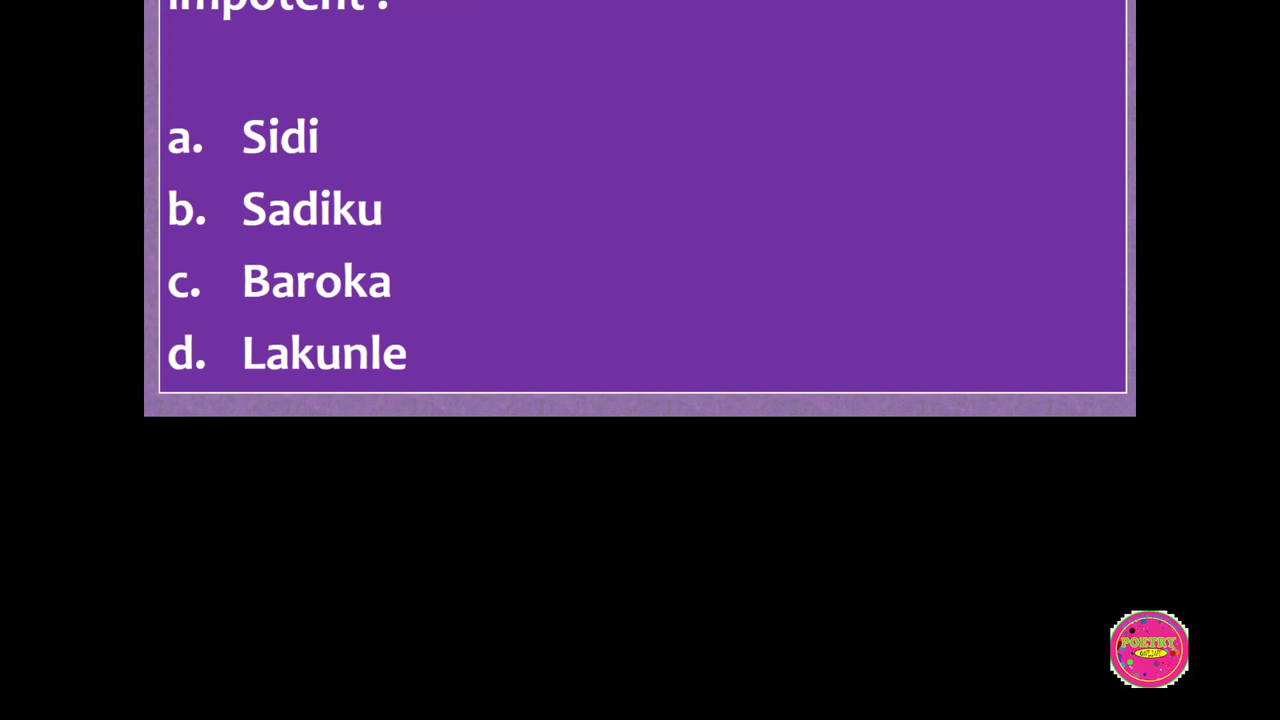 impotent ?
a. Sidi
b. Sadiku
c. Baroka
d. Lakunle
POETRY